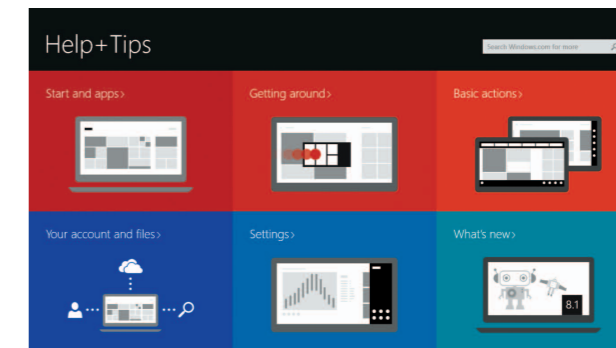 Help+Tips
Search Windows.com for more
Start and apps>
Getting around>
Basic actions>
Your account and files>
Settings>
What's new>
8.1